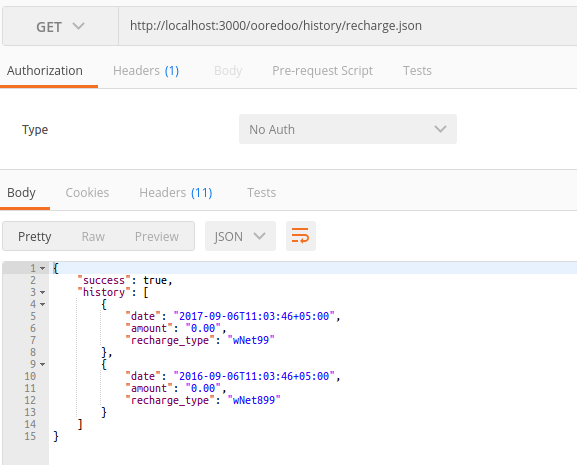 GET http://localhost:3000/ooredoo/history/recharge.json
Authorization Headers (1) Body Pre-request Script Tests
Type No Auth
Body Cookies Headers (11) Tests
Pretty Raw Preview JSON
1 {
2 "success": true,
3 "history": [
4 {
5 "date": "2017-09-06T11:03:46+05:00",
6 "amount": "0.00",
7 "recharge_type": "wNet99"
8 },
9 {
10 "date": "2016-09-06T11:03:46+05:00",
11 "amount": "0.00",
12 "recharge_type": "wNet899"
13 }
14 ]
15 }